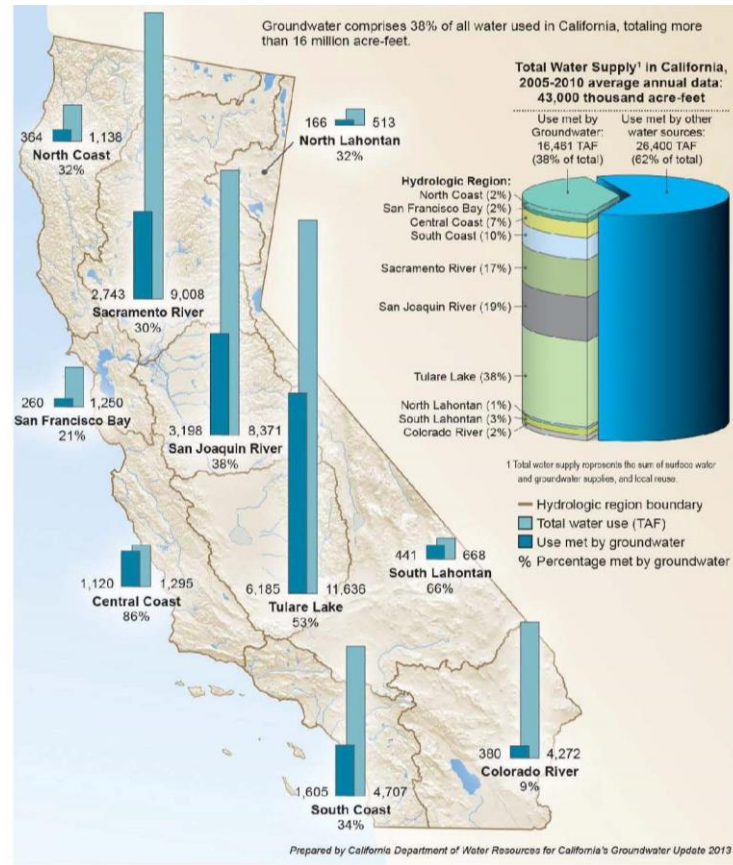 Groundwater comprises 38% of all water used in California, totaling more
than 16 million acre-feet.
Total Water Supply¹ in California,
2005-2010 average annual data:
43,000 thousand acre-feet
Use met by
Groundwater:
16,461 TAF
(38% of total)
Use met by other
water sources:
26,400 TAF
(62% of total)
Hydrologic Region:
North Coast (2%)
San Francisco Bay (2%)
Central Coast (7%)
South Coast (10%)
Sacramento River (17%)
San Joaquin River (19%)
Tulare Lake (38%)
North Lahontan (1%)
South Lahontan (3%)
Colorado River (2%)
1 Total water supply represents the sum of surface water
and groundwater supplies, and local reuse.
Hydrologic region boundary
Total water use (TAF)
Use met by groundwater
% Percentage met by groundwater
364 1,136
North Coast
32%
166 513
North Lahontan
32%
2,743 9,008
Sacramento River
30%
260 1,250
San Francisco Bay
21%
3,198 8,371
San Joaquin River
38%
1,120 1,295
Central Coast
86%
6,185 11,636
Tulare Lake
53%
441 668
South Lahontan
66%
1,605 4,707
South Coast
34%
380 4,272
Colorado River
9%
Prepared by California Department of Water Resources for California's Groundwater Update 2013